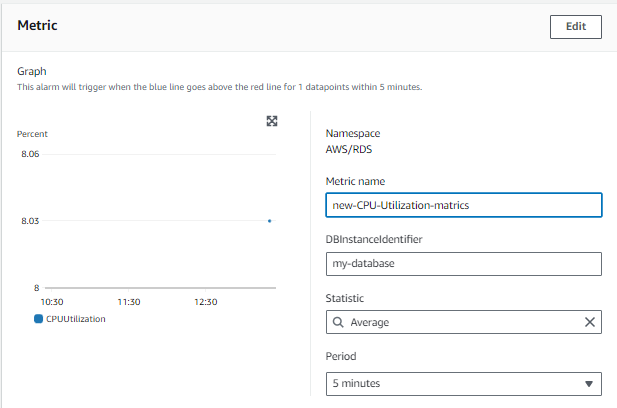 Metric
Edit
Graph
This alarm will trigger when the blue line goes above the red line for 1 datapoints within 5 minutes.
Percent
8.06
8.03
8
10:30 11:30 12:30
CPUUtilization
Namespace
AWS/RDS
Metric name
new-CPU-Utilization-matrics
DBInstanceIdentifier
my-database
Statistic
Average
Period
5 minutes